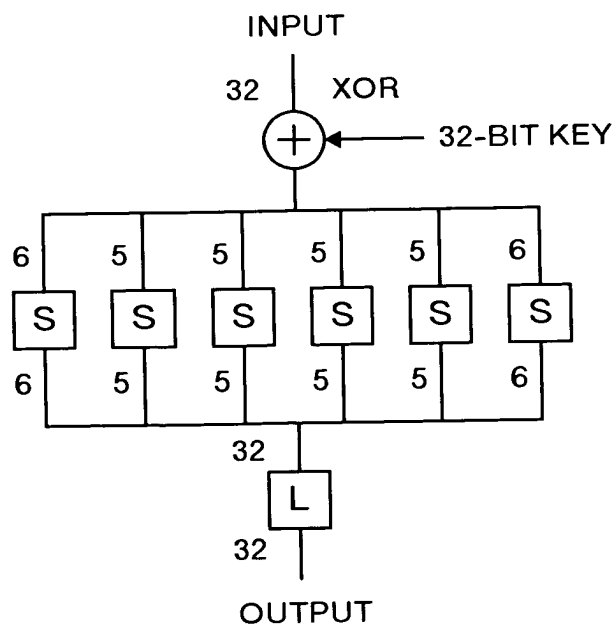 INPUT
32 XOR
+ 32-BIT KEY
6 5 5 5 5 6
S S S S S S
6 5 5 5 5 6
32
L
32
OUTPUT